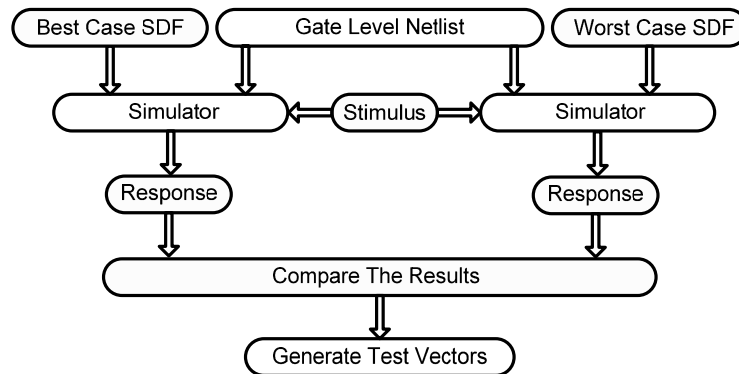 Best Case SDF
Gate Level Netlist
Worst Case SDF
Simulator
Stimulus
Simulator
Response
Response
Compare The Results
Generate Test Vectors